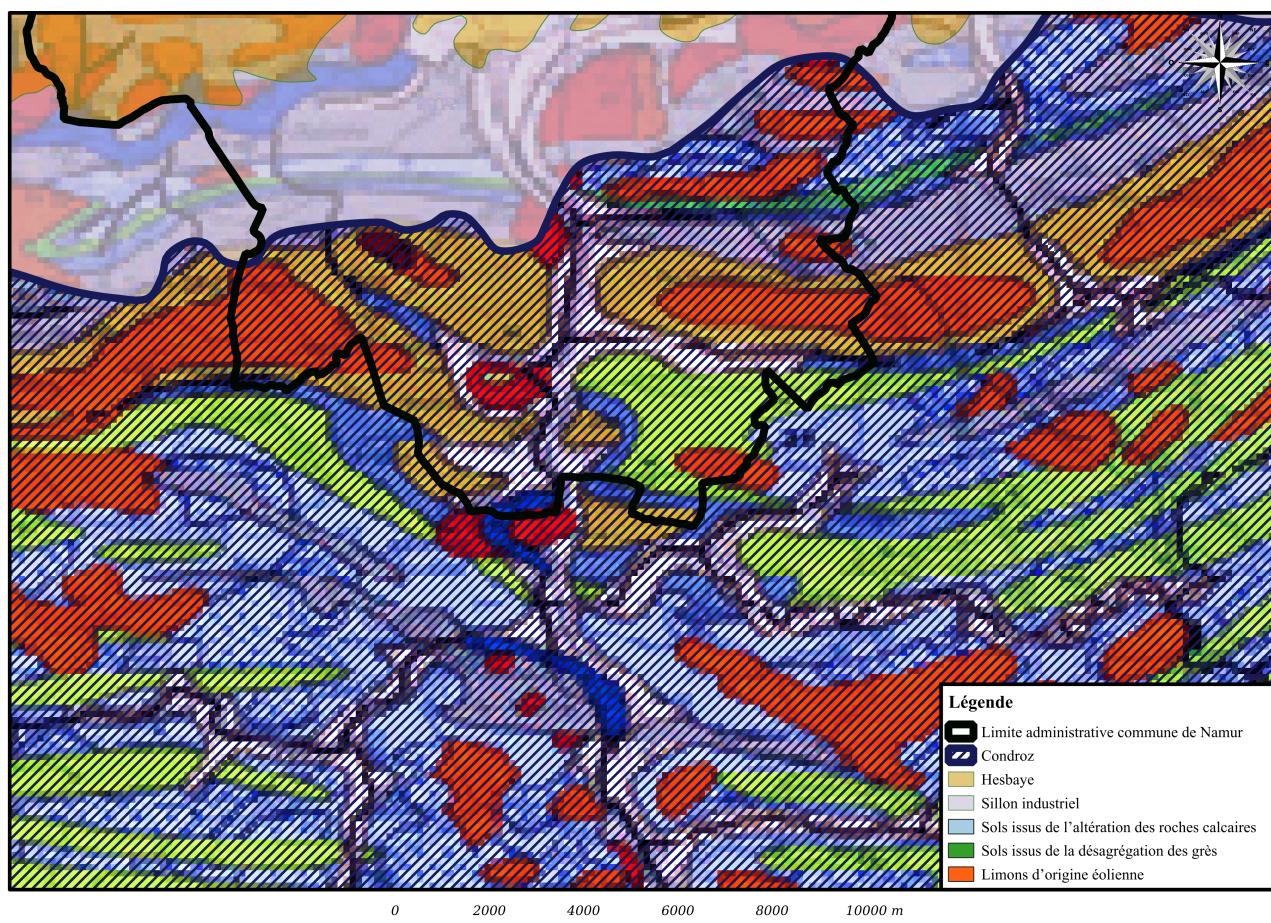 Légende
Limite administrative commune de Namur
Condroz
Hesbaye
Sillon industriel
Sols issus de l'altération des roches calcaires
Sols issus de la désagrégation des grès
Limons d'origine éolienne
0 2000 4000 6000 8000 10000 m